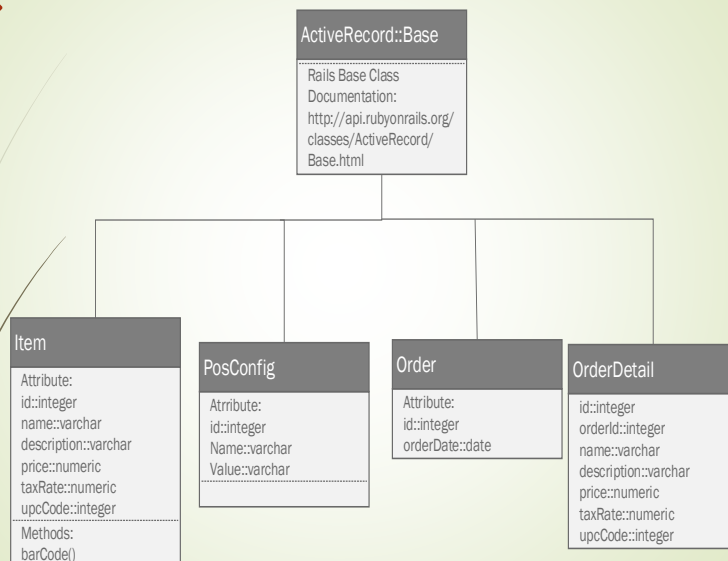 ActiveRecord::Base
Rails Base Class
Documentation:
http://api.rubyonrails.org/
classes/ActiveRecord/
Base.html
Item
Attribute:
id::integer
name::varchar
description::varchar
price::numeric
taxRate::numeric
upcCode::integer
Methods:
barCode()
PosConfig
Atrribute:
id::integer
Name::varchar
Value::varchar
Order
Attribute:
id::integer
orderDate::date
OrderDetail
id::integer
orderId::integer
name::varchar
description::varchar
price::numeric
taxRate::numeric
upcCode::integer